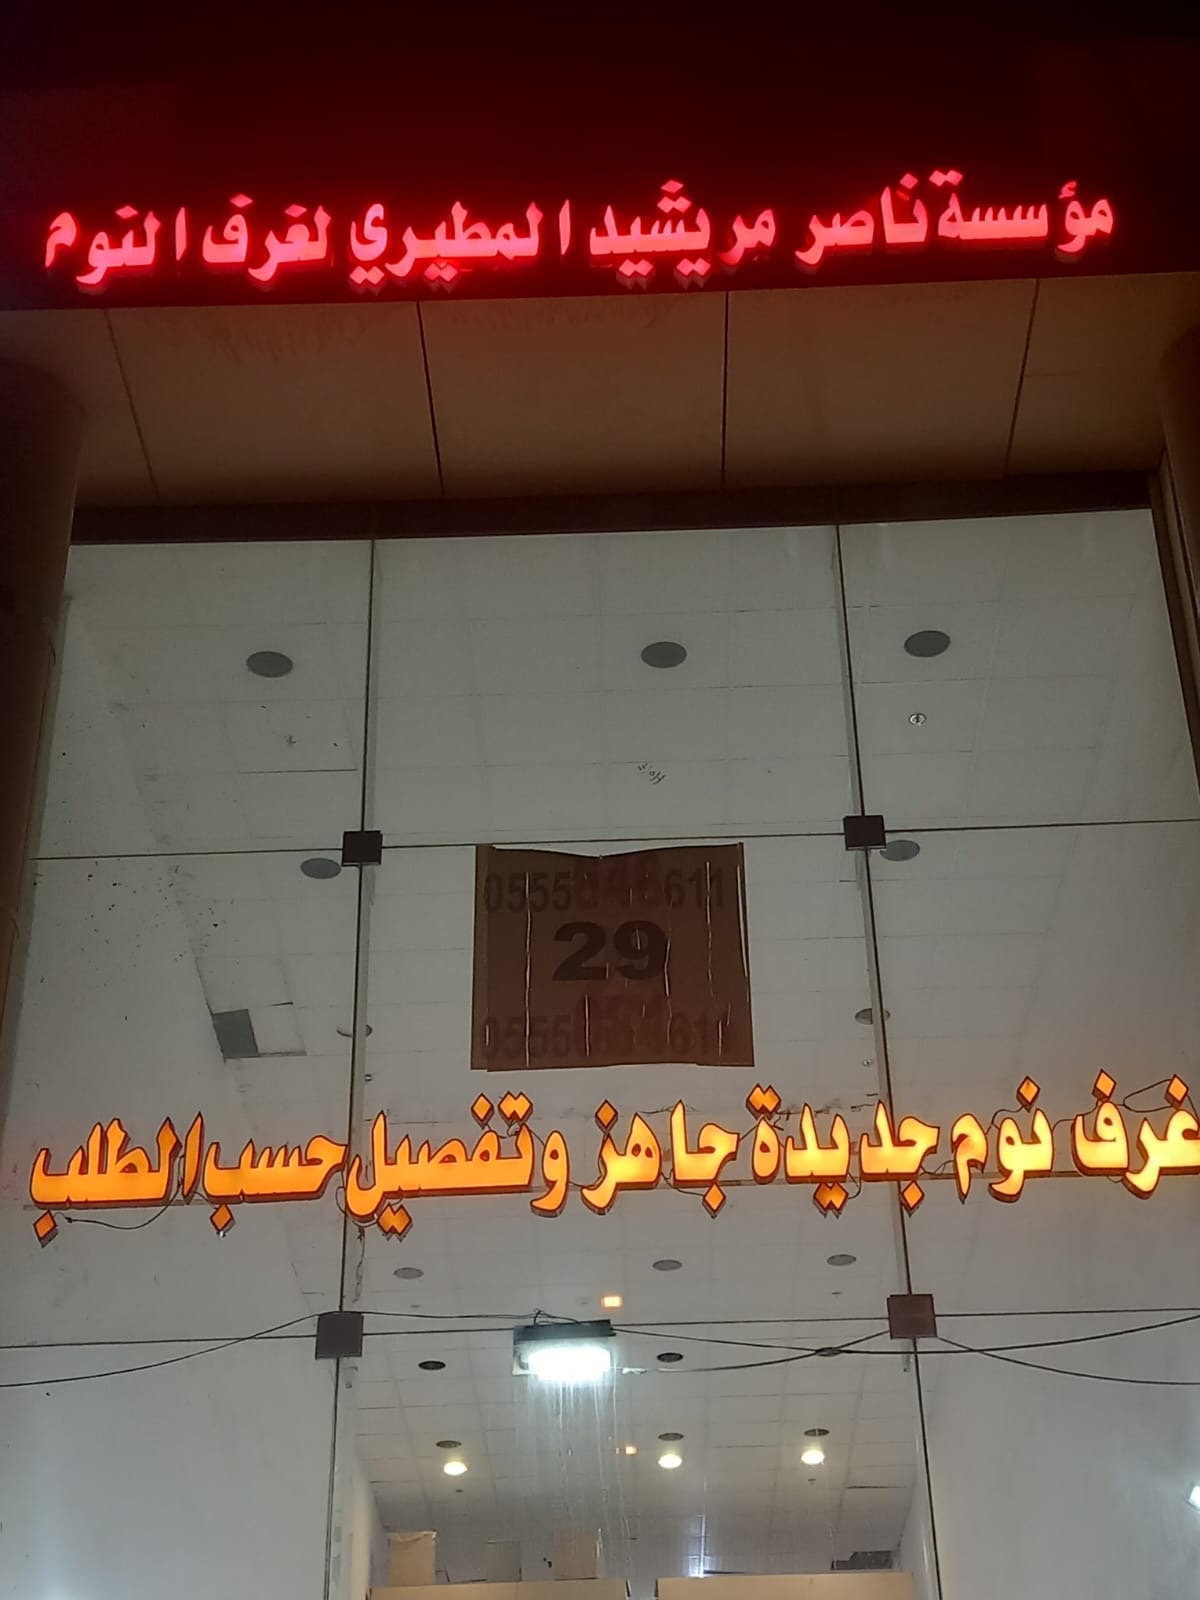 مؤسسة ناصر مريشيد المطيري لغرف النوم
29
غرف نوم جديدة جاهز وتفصيل حسب الطلب